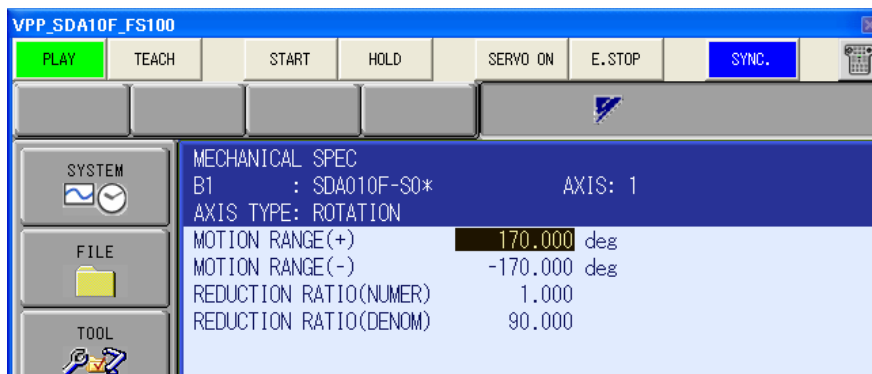 VPP_SDA10F_FS100
PLAY TEACH START HOLD SERVO ON E.STOP SYNC.
SYSTEM
FILE
TOOL
MECHANICAL SPEC
B1 : SDA010F-S0* AXIS: 1
AXIS TYPE: ROTATION
MOTION RANGE(+) 170.000 deg
MOTION RANGE(-) -170.000 deg
REDUCTION RATIO(NUMER) 1.000
REDUCTION RATIO(DENOM) 90.000